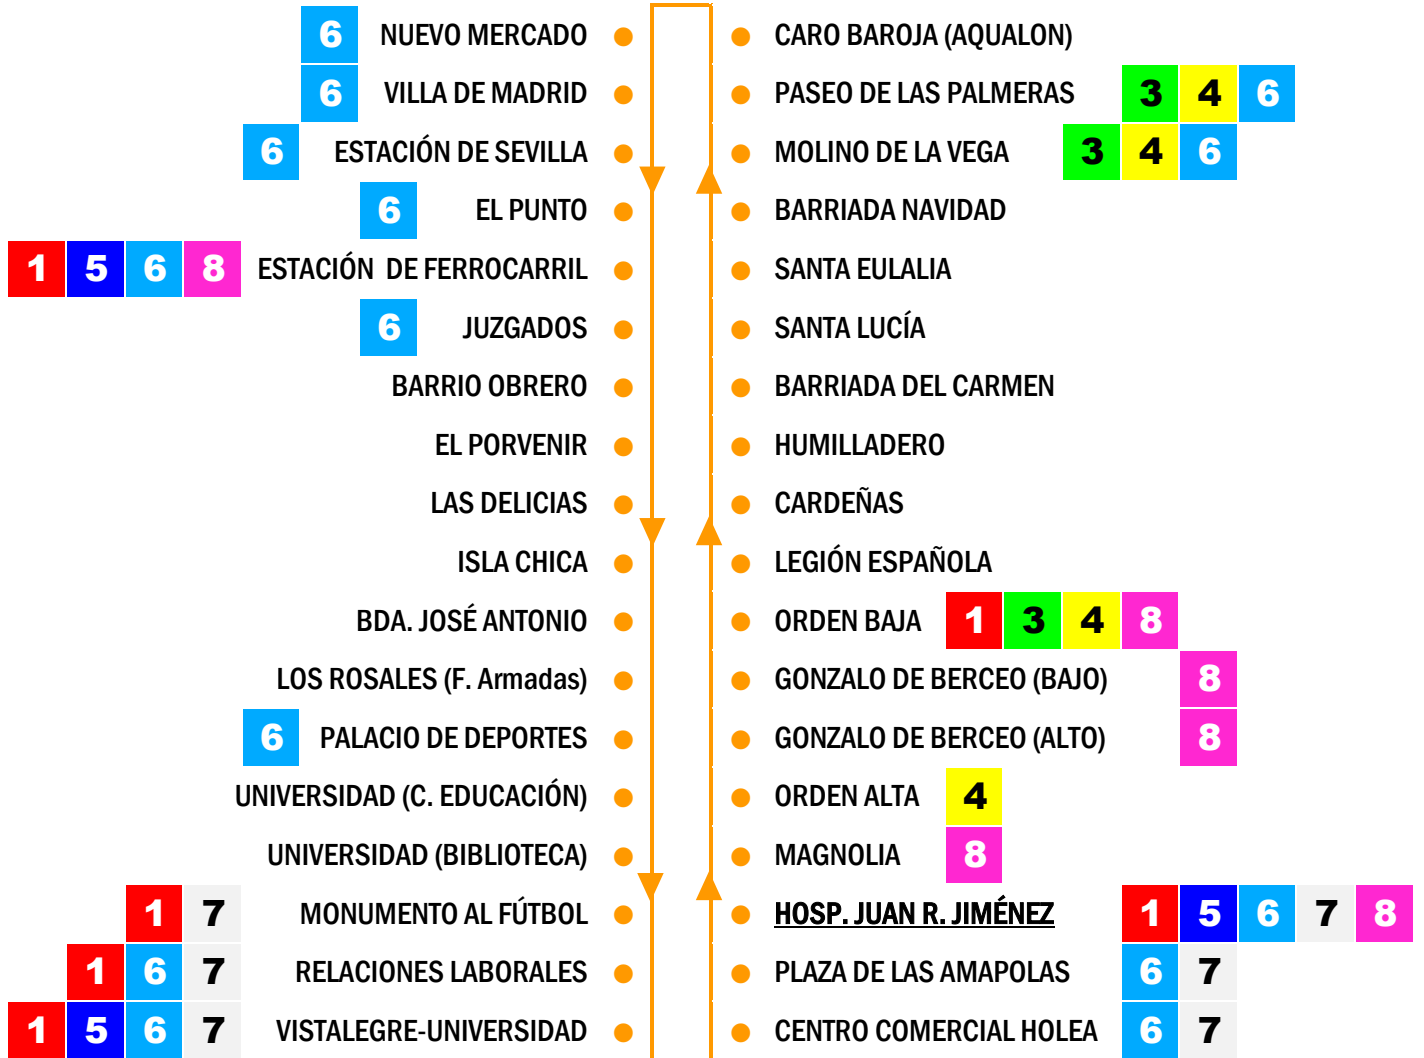 6 NUEVO MERCADO
6 VILLA DE MADRID
6 ESTACIÓN DE SEVILLA
6 EL PUNTO
1 5 6 8 ESTACIÓN DE FERROCARRIL
6 JUZGADOS
BARRIO OBRERO
EL PORVENIR
LAS DELICIAS
ISLA CHICA
BDA. JOSÉ ANTONIO
LOS ROSALES (F. Armadas)
6 PALACIO DE DEPORTES
UNIVERSIDAD (C. EDUCACIÓN)
UNIVERSIDAD (BIBLIOTECA)
1 7 MONUMENTO AL FÚTBOL
1 6 7 RELACIONES LABORALES
1 5 6 7 VISTALEGRE-UNIVERSIDAD
CARO BAROJA (AQUALON)
PASEO DE LAS PALMERAS 3 4 6
MOLINO DE LA VEGA 3 4 6
BARRIADA NAVIDAD
SANTA EULALIA
SANTA LUCÍA
BARRIADA DEL CARMEN
HUMILLADERO
CARDEÑAS
LEGIÓN ESPAÑOLA
ORDEN BAJA 1 3 4 8
GONZALO DE BERCEO (BAJO) 8
GONZALO DE BERCEO (ALTO) 8
ORDEN ALTA 4
MAGNOLIA 8
HOSP. JUAN R. JIMÉNEZ 1 5 6 7 8
PLAZA DE LAS AMAPOLAS 6 7
CENTRO COMERCIAL HOLEA 6 7